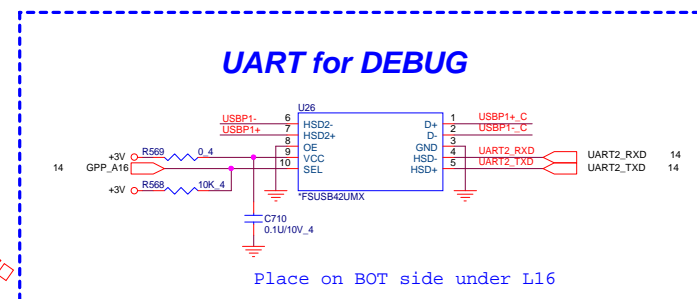 UART for DEBUG
U26
USBP1- 6 HSD2- D+ 1 USBP1+_C
USBP1+ 7 HSD2+ D- 2 USBP1-_C
8 OE GND 3
+3V R569 0_4 9 VCC HSD- 4 UART2_RXD UART2_RXD 14
14 GPP_A16 10 SEL HSD+ 5 UART2_TXD UART2_TXD 14
+3V R568 10K_4 *FSUSB42UMX
C710
0.1U/10V_4
Place on BOT side under L16